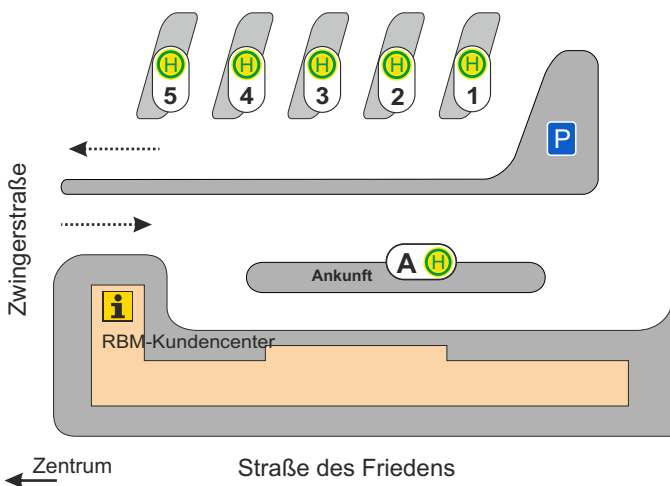 H H H H H
5 4 3 2 1
P
Zwingerstraße
A H
Ankunft
i
RBM-Kundencenter
Zentrum
Straße des Friedens